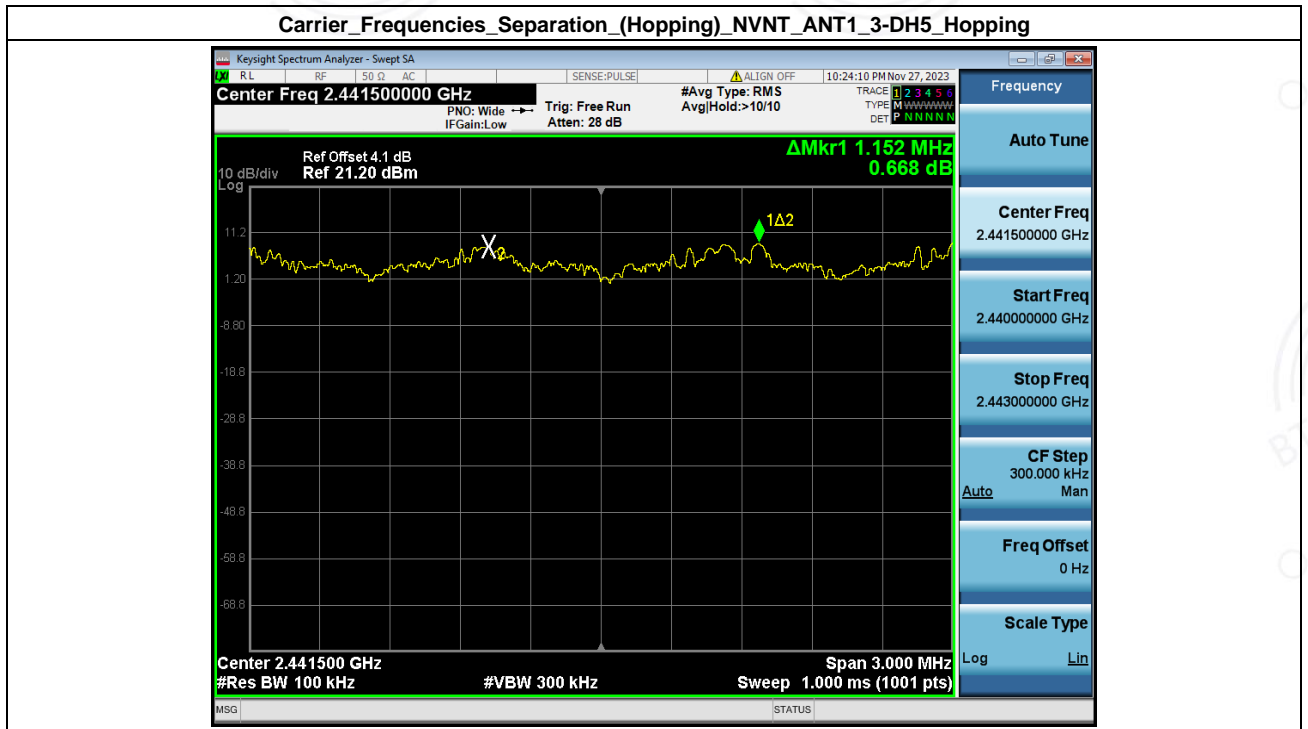 Carrier_Frequencies_Separation_(Hopping)_NVNT_ANT1_3-DH5_Hopping
Keysight Spectrum Analyzer - Swept SA
LXI RL RF 50 Ω AC SENSE:PULSE ALIGN OFF 10:24:10 PM Nov 27, 2023
Center Freq 2.441500000 GHz
PNO: Wide
IFGain:Low
Trig: Free Run
Atten: 28 dB
#Avg Type: RMS
Avg|Hold:>10/10
TRACE 1 2 3 4 5 6
TYPE M WWWWW
DET P N N N N N
ΔMkr1 1.152 MHz
0.668 dB
Ref Offset 4.1 dB
10 dB/div Ref 21.20 dBm
Log
11.2
1.20
-8.80
-18.8
-28.8
-38.8
-48.8
-58.8
-68.8
1Δ2
X2
Center 2.441500 GHz Span 3.000 MHz
#Res BW 100 kHz #VBW 300 kHz Sweep 1.000 ms (1001 pts)
MSG STATUS
Frequency
Auto Tune
Center Freq
2.441500000 GHz
Start Freq
2.440000000 GHz
Stop Freq
2.443000000 GHz
CF Step
300.000 kHz
Auto Man
Freq Offset
0 Hz
Scale Type
Log Lin
BT